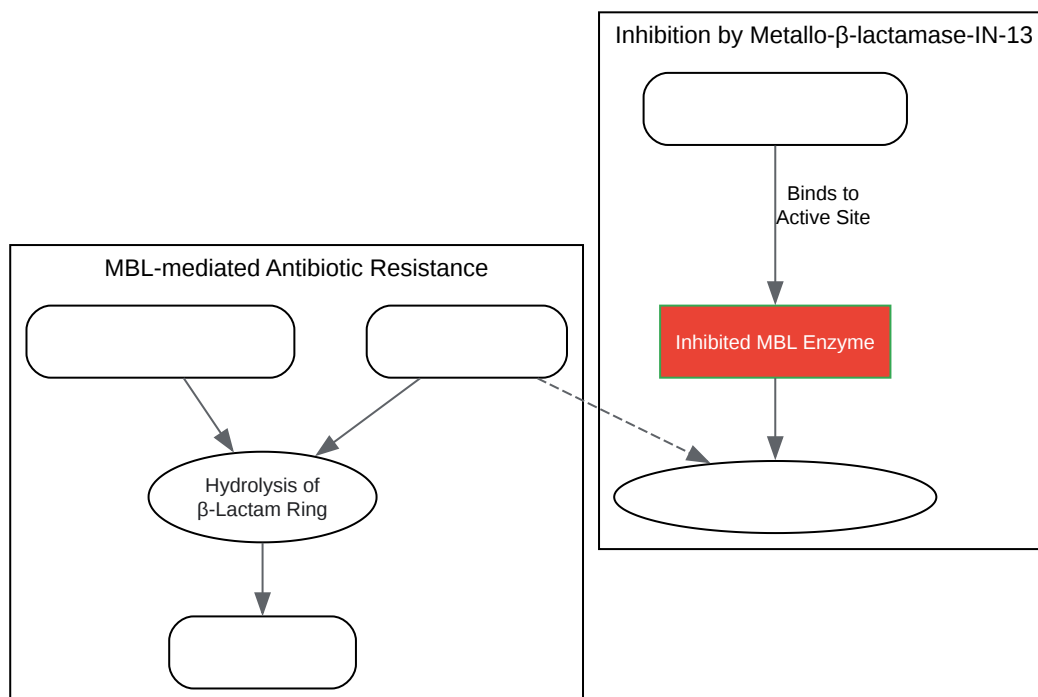 Inhibition by Metallo-β-lactamase-IN-13
Binds to
Active Site
MBL-mediated Antibiotic Resistance
Inhibited MBL Enzyme
Hydrolysis of
β-Lactam Ring